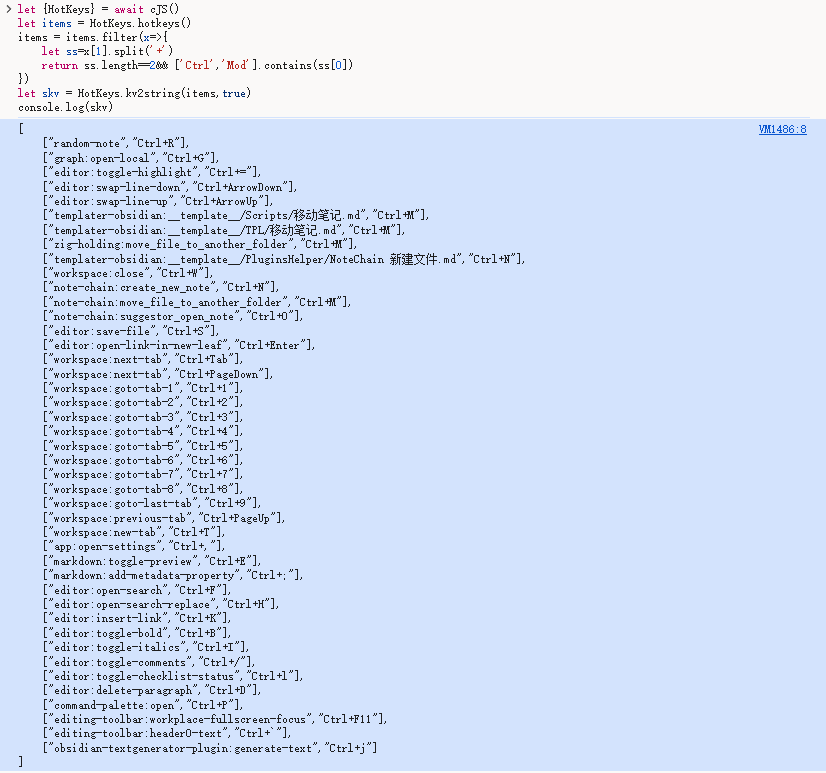 let {HotKeys} = await cJS()
let items = HotKeys.hotkeys()
items = items.filter(x=>{
    let ss=x[1].split('+')
    return ss.length==2&& ['Ctrl','Mod'].contains(ss[0])
})
let skv = HotKeys.kv2string(items,true)
console.log(skv)
[ VM1486:8
    ["random-note","Ctrl+R"],
    ["graph:open-local","Ctrl+G"],
    ["editor:toggle-highlight","Ctrl+="],
    ["editor:swap-line-down","Ctrl+ArrowDown"],
    ["editor:swap-line-up","Ctrl+ArrowUp"],
    ["templater-obsidian:__template__/Scripts/移动笔记.md","Ctrl+M"],
    ["templater-obsidian:__template__/TPL/移动笔记.md","Ctrl+M"],
    ["zig-holding:move_file_to_another_folder","Ctrl+M"],
    ["templater-obsidian:__template__/PluginsHelper/NoteChain 新建文件.md","Ctrl+N"],
    ["workspace:close","Ctrl+W"],
    ["note-chain:create_new_note","Ctrl+N"],
    ["note-chain:move_file_to_another_folder","Ctrl+M"],
    ["note-chain:suggestor_open_note","Ctrl+O"],
    ["editor:save-file","Ctrl+S"],
    ["editor:open-link-in-new-leaf","Ctrl+Enter"],
    ["workspace:next-tab","Ctrl+Tab"],
    ["workspace:next-tab","Ctrl+PageDown"],
    ["workspace:goto-tab-1","Ctrl+1"],
    ["workspace:goto-tab-2","Ctrl+2"],
    ["workspace:goto-tab-3","Ctrl+3"],
    ["workspace:goto-tab-4","Ctrl+4"],
    ["workspace:goto-tab-5","Ctrl+5"],
    ["workspace:goto-tab-6","Ctrl+6"],
    ["workspace:goto-tab-7","Ctrl+7"],
    ["workspace:goto-tab-8","Ctrl+8"],
    ["workspace:goto-last-tab","Ctrl+9"],
    ["workspace:previous-tab","Ctrl+PageUp"],
    ["workspace:new-tab","Ctrl+T"],
    ["app:open-settings","Ctrl+,"],
    ["markdown:toggle-preview","Ctrl+E"],
    ["markdown:add-metadata-property","Ctrl+;"],
    ["editor:open-search","Ctrl+F"],
    ["editor:open-search-replace","Ctrl+H"],
    ["editor:insert-link","Ctrl+K"],
    ["editor:toggle-bold","Ctrl+B"],
    ["editor:toggle-italics","Ctrl+I"],
    ["editor:toggle-comments","Ctrl+/"],
    ["editor:toggle-checklist-status","Ctrl+l"],
    ["editor:delete-paragraph","Ctrl+D"],
    ["command-palette:open","Ctrl+P"],
    ["editing-toolbar:workplace-fullscreen-focus","Ctrl+F11"],
    ["editing-toolbar:header0-text","Ctrl+`"],
    ["obsidian-textgenerator-plugin:generate-text","Ctrl+j"]
]